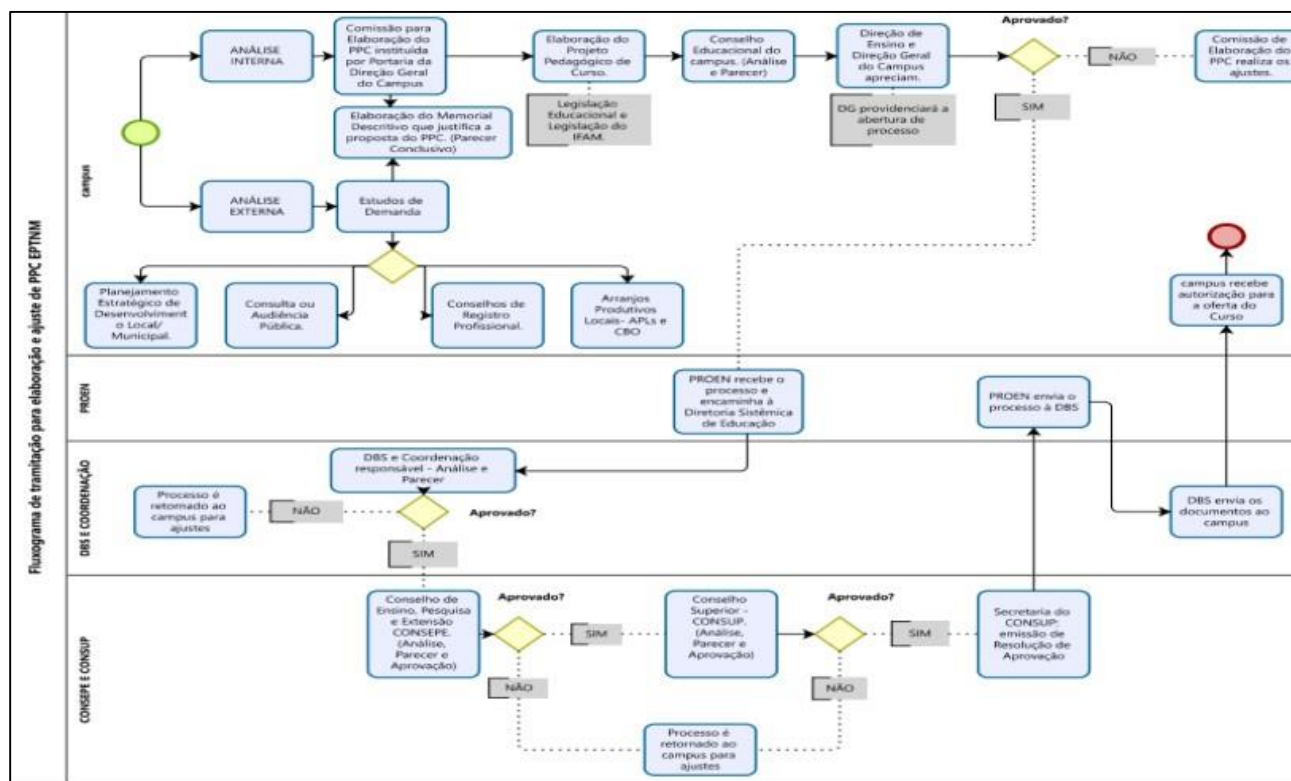 Fluxograma de tramitação para elaboração e ajuste de PPC EPTNM
campus
ANÁLISE
INTERNA
Comissão para
Elaboração do
PPC instituída
por Portaria da
Direção Geral
do Campus
Elaboração do
Projeto
Pedagógico de
Curso.
Conselho
Educacional do
campus. (Análise
e Parecer)
Direção de
Ensino e
Direção Geral
do Campus
apreciam.
Aprovado?
NÃO
Comissão de
Elaboração do
PPC realiza os
ajustes.
Legislação
Educacional e
Legislação do
IFAM.
DG providenciará a
abertura de
processo
SIM
Elaboração do Memorial
Descritivo que justifica a
proposta do PPC. (Parecer
Conclusivo)
ANÁLISE
EXTERNA
Estudos de
Demanda
Planejamento
Estratégico de
Desenvolviment
o Local/
Municipal.
Consulta ou
Audiência
Pública.
Conselhos de
Registro
Profissional.
Arranjos
Produtivos
Locais- APLs e
CBO
campus recebe
autorização para
a oferta do
Curso
PROEN
PROEN recebe o
processo e
encaminha à
Diretoria Sistêmica
de Educação
PROEN envia o
processo à DBS
DBS E COORDENAÇÃO
DBS e Coordenação
responsável - Análise e
Parecer
Processo é
retornado ao
campus para
ajustes
NÃO
Aprovado?
SIM
DBS envia os
documentos ao
campus
CONSEPE E CONSUP
Conselho de
Ensino, Pesquisa
e Extensão
CONSEPE.
(Análise,
Parecer e
Aprovação)
Aprovado?
SIM
NÃO
Conselho
Superior -
CONSUP.
(Análise,
Parecer e
Aprovação)
Aprovado?
SIM
NÃO
Secretaria do
CONSUP:
emissão de
Resolução de
Aprovação
Processo é
retornado ao
campus para
ajustes